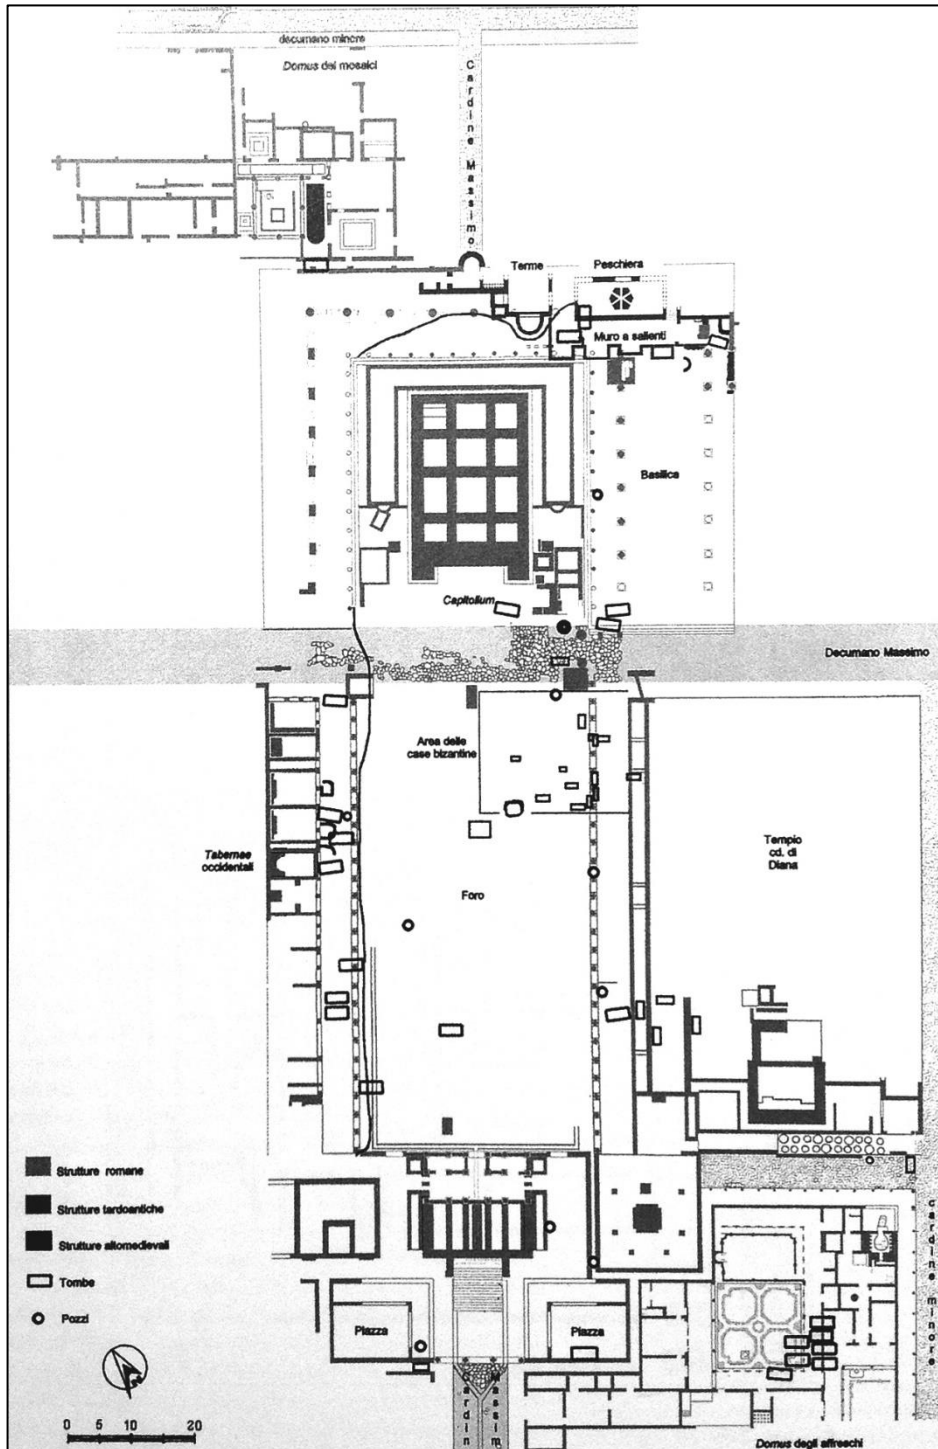 decumano minore
Domus dei mosaici
Cardine Massimo
Terme
Peschiera
Muro a salienti
Basilica
Capitolium
Decumano Massimo
Area delle
case bizantine
Tabernae
occidentali
Foro
Tempio
cd. di
Diana
Strutture romane
Strutture tardoantiche
Strutture altomedievali
Tombe
Pozzi
Piazza
Piazza
cardine minore
Cardin
Massim
0 5 10 20
Domus degli affreschi